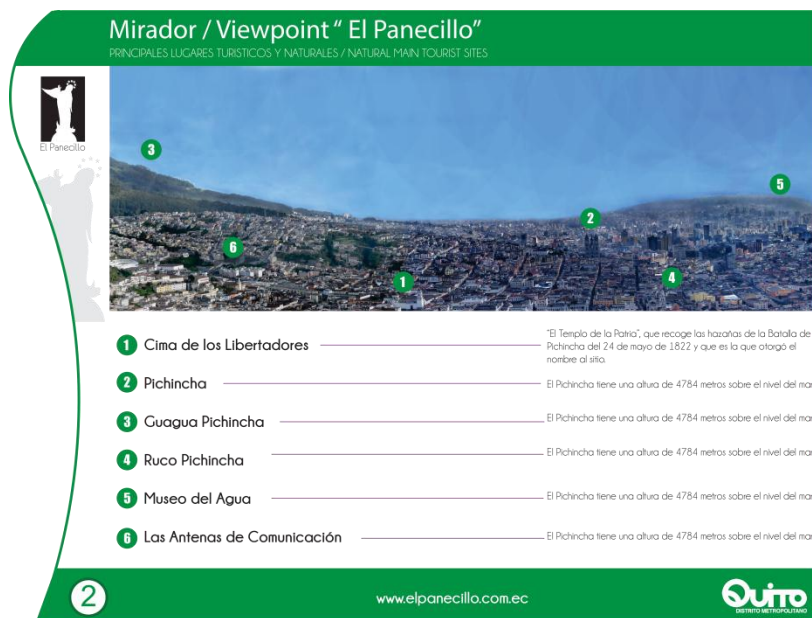 Mirador / Viewpoint “ El Panecillo”
PRINCIPALES LUGARES TURISTICOS Y NATURALES / NATURAL MAIN TOURIST SITES
El Panecillo
3
5
2
6
1
4
1 Cima de los Libertadores
"El Templo de la Patria", que recoge las hazañas de la Batalla de
Pichincha del 24 de mayo de 1822 y que es la que otorgó el
nombre al sitio.
2 Pichincha
El Pichincha tiene una altura de 4784 metros sobre el nivel del mar
3 Guagua Pichincha
El Pichincha tiene una altura de 4784 metros sobre el nivel del mar
4 Ruco Pichincha
El Pichincha tiene una altura de 4784 metros sobre el nivel del mar
5 Museo del Agua
El Pichincha tiene una altura de 4784 metros sobre el nivel del mar
6 Las Antenas de Comunicación
El Pichincha tiene una altura de 4784 metros sobre el nivel del mar
2
www.elpanecillo.com.ec
Quito
DISTRITO METROPOLITANO